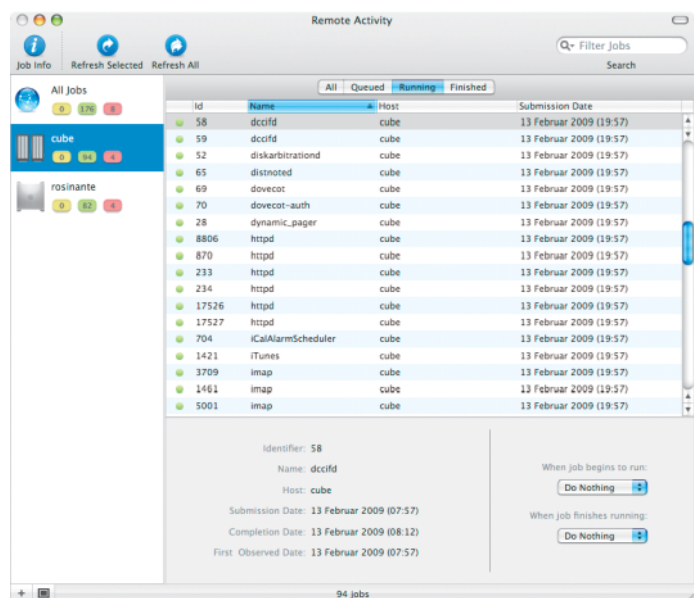 Remote Activity
Job Info Refresh Selected Refresh All Filter Jobs
Search
All Queued Running Finished
All Jobs
0 176 8
cube
0 94 4
rosinante
0 82 4
Id Name Host Submission Date
58 dccifd cube 13 Februar 2009 (19:57)
59 dccifd cube 13 Februar 2009 (19:57)
52 diskarbitrationd cube 13 Februar 2009 (19:57)
65 distnoted cube 13 Februar 2009 (19:57)
69 dovecot cube 13 Februar 2009 (19:57)
70 dovecot-auth cube 13 Februar 2009 (19:57)
28 dynamic_pager cube 13 Februar 2009 (19:57)
8806 httpd cube 13 Februar 2009 (19:57)
870 httpd cube 13 Februar 2009 (19:57)
233 httpd cube 13 Februar 2009 (19:57)
234 httpd cube 13 Februar 2009 (19:57)
17526 httpd cube 13 Februar 2009 (19:57)
17527 httpd cube 13 Februar 2009 (19:57)
704 iCalAlarmScheduler cube 13 Februar 2009 (19:57)
1421 iTunes cube 13 Februar 2009 (19:57)
3709 imap cube 13 Februar 2009 (19:57)
1461 imap cube 13 Februar 2009 (19:57)
5001 imap cube 13 Februar 2009 (19:57)
Identifier: 58
Name: dccifd
Host: cube
Submission Date: 13 Februar 2009 (07:57)
Completion Date: 13 Februar 2009 (08:12)
First Observed Date: 13 Februar 2009 (07:57)
When job begins to run:
Do Nothing
When job finishes running:
Do Nothing
94 jobs